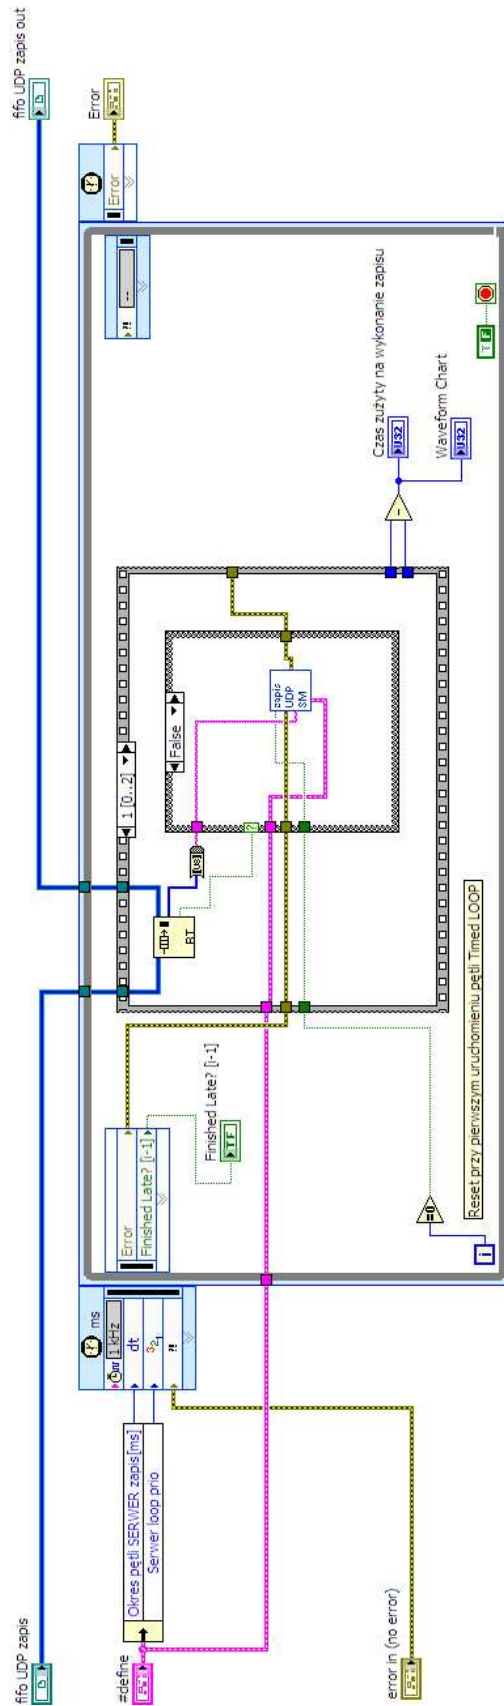 fifo UDP zapis
fifo UDP zapis out
#define
Okres pętli SERWER zapis[ms]
Serwer loop prio
error in (no error)
ms
1 kHz
dt
321
?!
Error
Finished Late? [i-1]
Finished Late? [i-1]
TF
=0
i
Reset przy pierwszym uruchomieniu pętli Timed LOOP
1 [0..2]
RT
[U8]
?
False
zapis
UDP
SM
-
Czas zużyty na wykonanie zapisu
U32
Waveform Chart
U32
?!
--
F
Error
Error